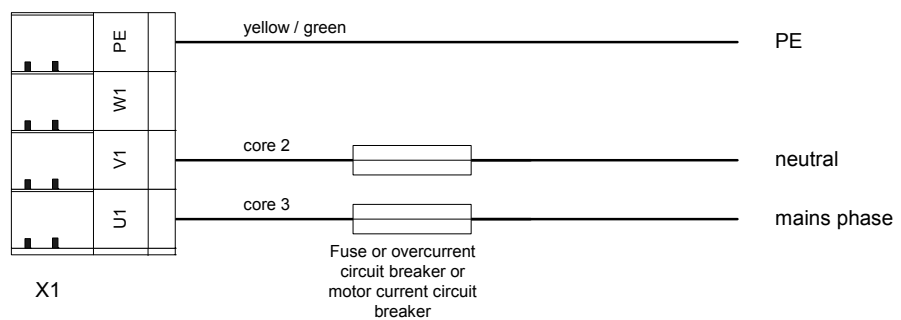 PE
yellow / green
PE
W1
V1
core 2
neutral
U1
core 3
mains phase
Fuse or overcurrent
circuit breaker or
motor current circuit
breaker
X1